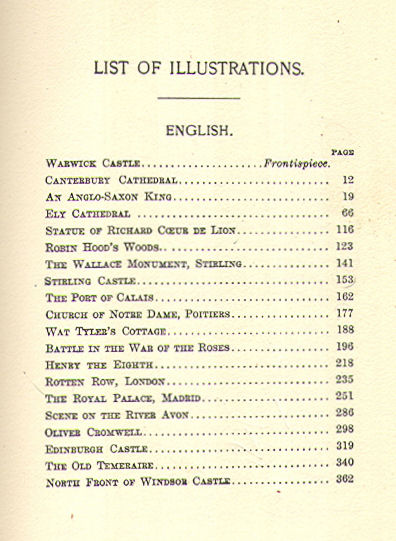 LIST OF ILLUSTRATIONS.
ENGLISH.
PAGE
WARWICK CASTLE.....................Frontispiece.
CANTERBURY CATHEDRAL........................... 12
AN ANGLO-SAXON KING............................ 19
ELY CATHEDRAL ................................. 66
STATUE OF RICHARD CŒUR DE LION................. 116
ROBIN HOOD'S WOODS.. .......................... 123
THE WALLACE MONUMENT, STIRLING................ 141
STIRLING CASTLE................................ 153
THE PORT OF CALAIS............................. 162
CHURCH OF NOTRE DAME, POITIERS................. 177
WAT TYLER'S COTTAGE............................ 188
BATTLE IN THE WAR OF THE ROSES................. 196
HENRY THE EIGHTH............................... 218
ROTTEN ROW, LONDON............................. 235
THE ROYAL PALACE, MADRID....................... 251
SCENE ON THE RIVER AVON........................ 286
OLIVER CROMWELL................................ 298
EDINBURGH CASTLE............................... 319
THE OLD TEMERAIRE.............................. 340
NORTH FRONT OF WINDSOR CASTLE.................. 362